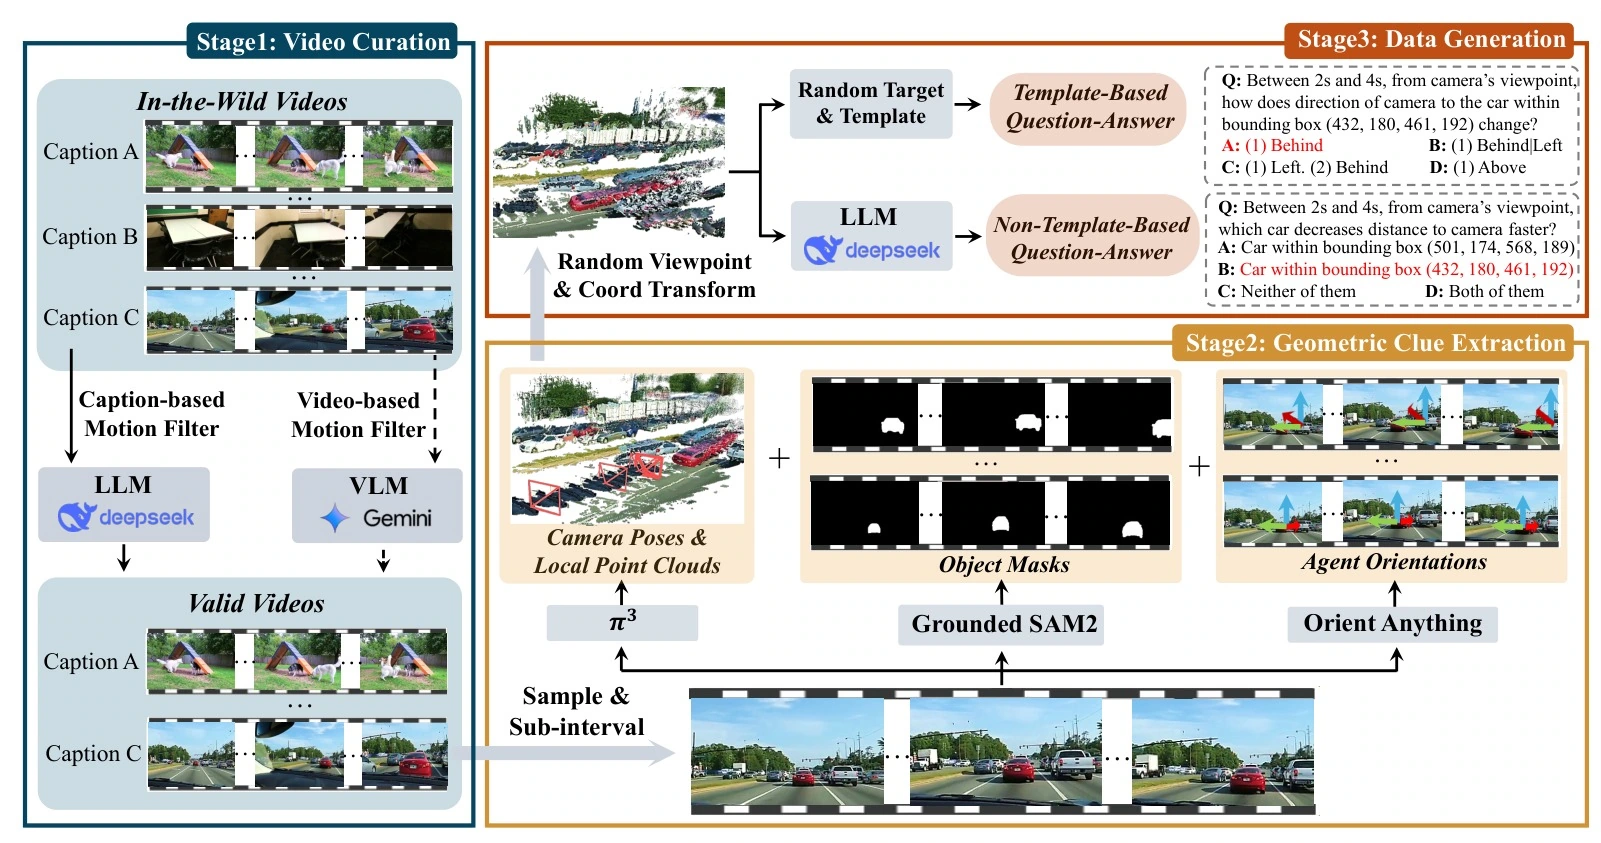 Stage1: Video Curation
In-the-Wild Videos
Caption A
...
Caption B
...
Caption C
Caption-based
Motion Filter
Video-based
Motion Filter
LLM
deepseek
VLM
Gemini
Valid Videos
Caption A
...
Caption C
Stage3: Data Generation
Random Viewpoint
& Coord Transform
Random Target
& Template
Template-Based
Question-Answer
LLM
deepseek
Non-Template-Based
Question-Answer
Q: Between 2s and 4s, from camera's viewpoint,
how does direction of camera to the car within
bounding box (432, 180, 461, 192) change?
A: (1) Behind B: (1) Behind|Left
C: (1) Left. (2) Behind D: (1) Above
Q: Between 2s and 4s, from camera's viewpoint,
which car decreases distance to camera faster?
A: Car within bounding box (501, 174, 568, 189)
B: Car within bounding box (432, 180, 461, 192)
C: Neither of them D: Both of them
Stage2: Geometric Clue Extraction
Camera Poses &
Local Point Clouds
+
...
Object Masks
+
...
Agent Orientations
π³
Grounded SAM2
Orient Anything
Sample &
Sub-interval